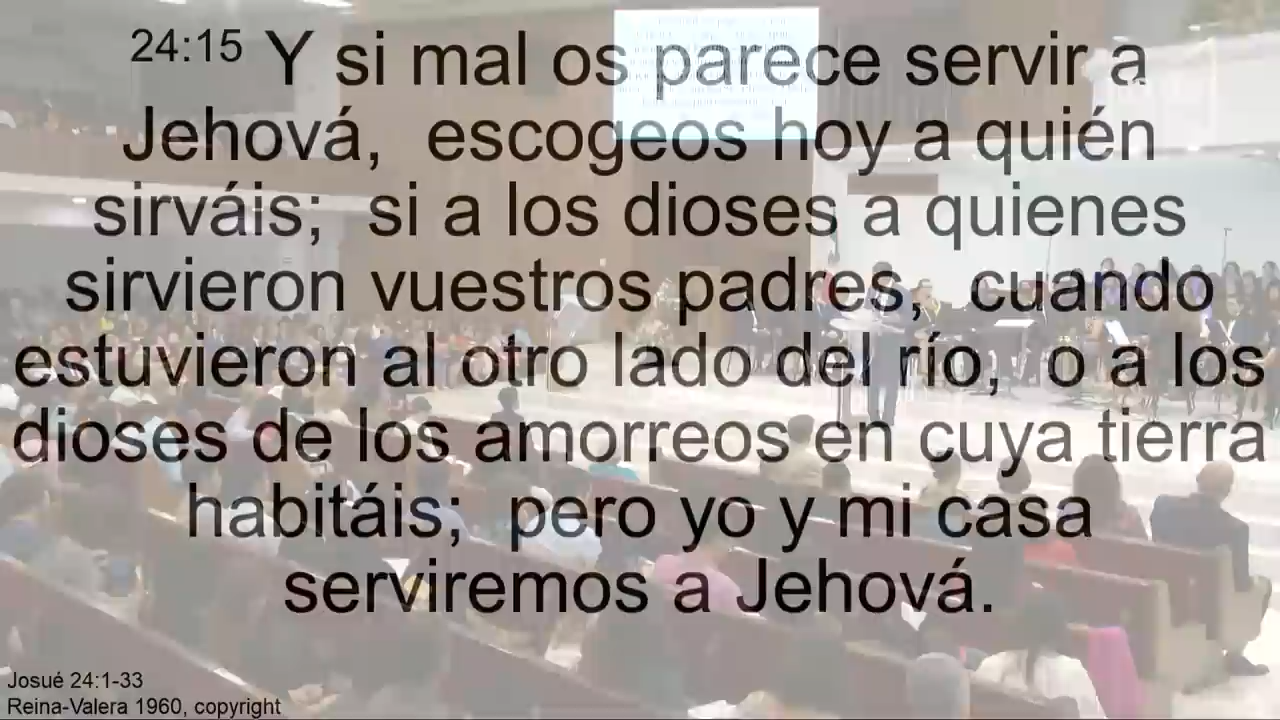 24:15 Y si mal os parece servir a
Jehová, escogeos hoy a quién
sirváis; si a los dioses a quienes
sirvieron vuestros padres, cuando
estuvieron al otro lado del río, o a los
dioses de los amorreos en cuya tierra
habitáis; pero yo y mi casa
serviremos a Jehová.
Josué 24:1-33
Reina-Valera 1960, copyright